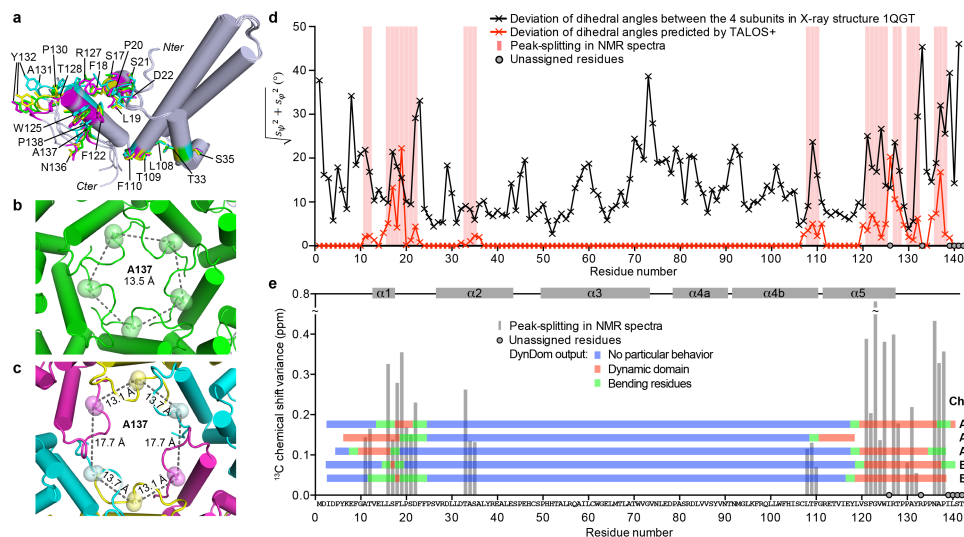 a
Y132
P130
A131
T128
R127
F18
S17
P20
S21
D22
Nter
L19
W125
P138
A137
N136
F122
Cter
F110
T109
L108
T33
S35
b
A137
13.5 Å
c
13.1 Å
13.7 Å
A137
17.7 Å
17.7 Å
13.7 Å
13.1 Å
d
Deviation of dihedral angles between the 4 subunits in X-ray structure 1QGT
Deviation of dihedral angles predicted by TALOS+
Peak-splitting in NMR spectra
Unassigned residues
√sφ² + sψ² (°)
50
40
30
20
10
0
0 10 20 30 40 50 60 70 80 90 100 110 120 130 140
Residue number
e
α1 α2 α3 α4a α4b α5
Peak-splitting in NMR spectra
Unassigned residues
DynDom output:
No particular behavior
Dynamic domain
Bending residues
¹³C chemical shift variance (ppm)
0.8
~
~
0.4
0.3
0.2
0.1
0.0
Ch
A
A
A
B
B
0 10 20 30 40 50 60 70 80 90 100 110 120 130 140
Residue number